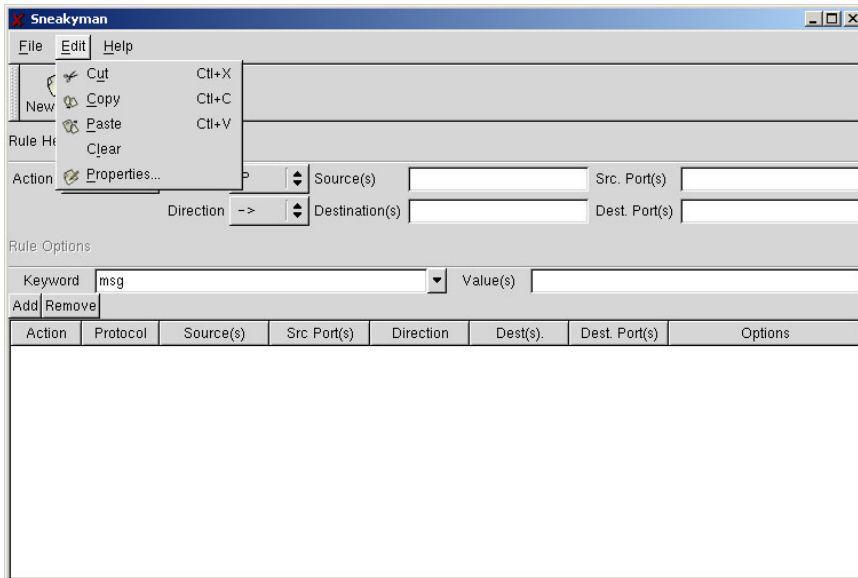 Sneakyman
File Edit Help
Cut Ctl+X
Copy Ctl+C
Paste Ctl+V
Clear
Properties...
New
Rule
Action Source(s) Src. Port(s)
Direction -> Destination(s) Dest. Port(s)
Rule Options
Keyword msg Value(s)
Add Remove
Action Protocol Source(s) Src Port(s) Direction Dest(s). Dest. Port(s) Options